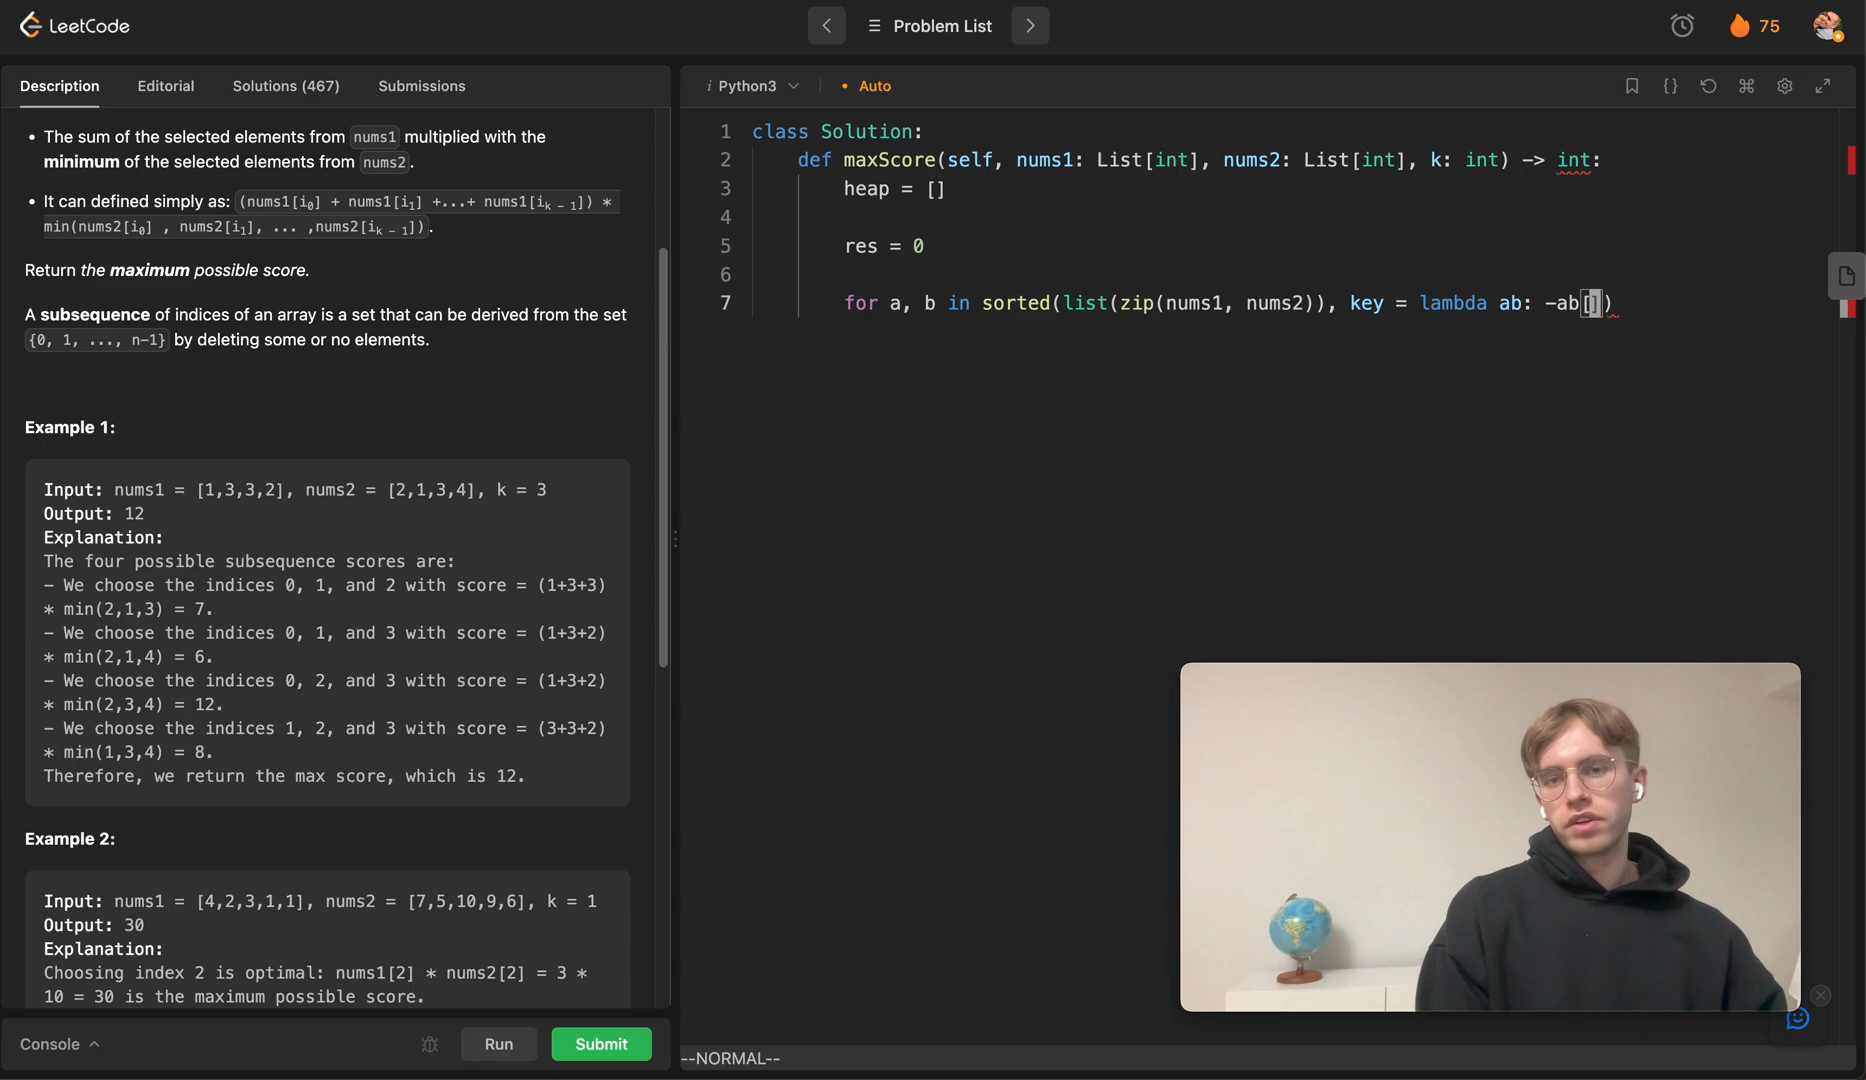 LeetCode
Problem List
75
Description
Editorial
Solutions (467)
Submissions
• The sum of the selected elements from nums1 multiplied with the
minimum of the selected elements from nums2.
• It can defined simply as: (nums1[i0] + nums1[i1] +...+ nums1[ik - 1]) *
min(nums2[i0] , nums2[i1], ... ,nums2[ik - 1]).
Return the maximum possible score.
A subsequence of indices of an array is a set that can be derived from the set
{0, 1, ..., n-1} by deleting some or no elements.
Example 1:
Input: nums1 = [1,3,3,2], nums2 = [2,1,3,4], k = 3
Output: 12
Explanation:
The four possible subsequence scores are:
- We choose the indices 0, 1, and 2 with score = (1+3+3)
* min(2,1,3) = 7.
- We choose the indices 0, 1, and 3 with score = (1+3+2)
* min(2,1,4) = 6.
- We choose the indices 0, 2, and 3 with score = (1+3+2)
* min(2,3,4) = 12.
- We choose the indices 1, 2, and 3 with score = (3+3+2)
* min(1,3,4) = 8.
Therefore, we return the max score, which is 12.
Example 2:
Input: nums1 = [4,2,3,1,1], nums2 = [7,5,10,9,6], k = 1
Output: 30
Explanation:
Choosing index 2 is optimal: nums1[2] * nums2[2] = 3 *
10 = 30 is the maximum possible score.
Console
Run
Submit
i Python3
• Auto
{}
1 class Solution:
2 def maxScore(self, nums1: List[int], nums2: List[int], k: int) -> int:
3 heap = []
4
5 res = 0
6
7 for a, b in sorted(list(zip(nums1, nums2)), key = lambda ab: -ab[])
--NORMAL--